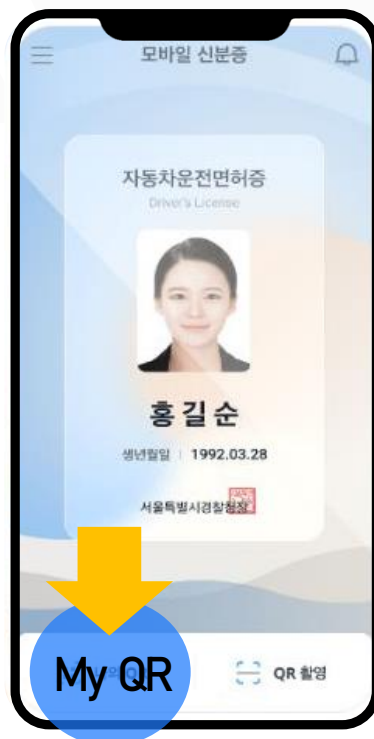 모바일 신분증
자동차운전면허증
Driver's License
홍길순
생년월일 | 1992.03.28
서울특별시경찰청장
My QR
QR 촬영